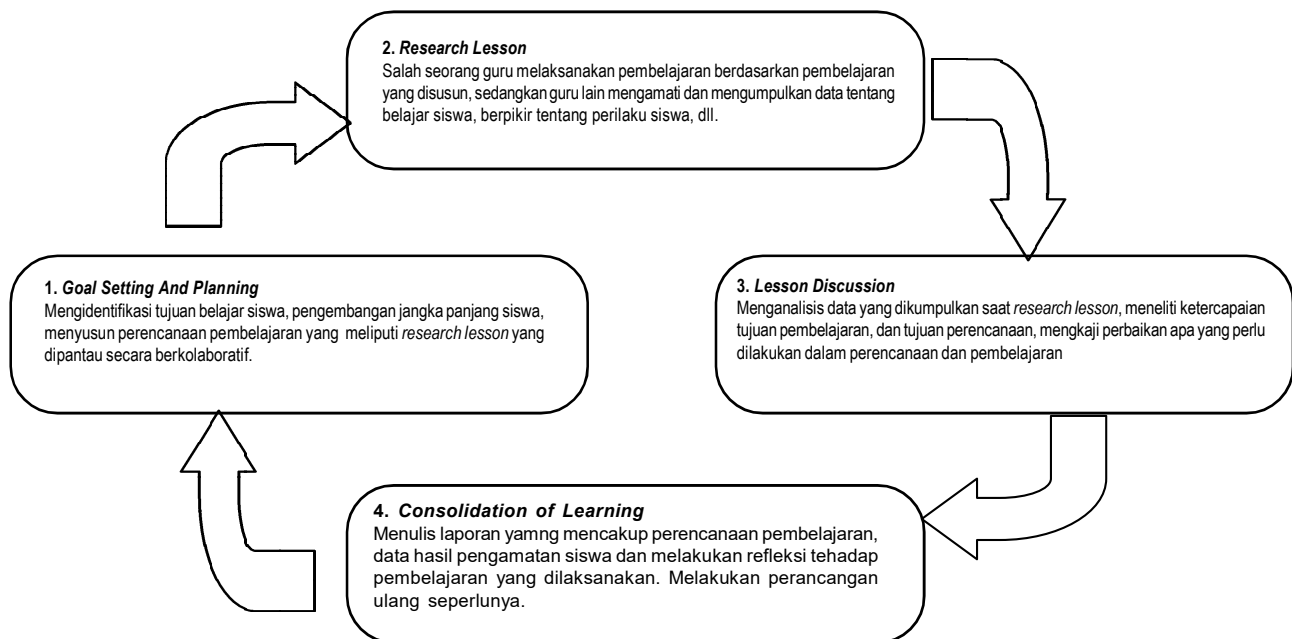 2. Research Lesson
Salah seorang guru melaksanakan pembelajaran berdasarkan pembelajaran
yang disusun, sedangkan guru lain mengamati dan mengumpulkan data tentang
belajar siswa, berpikir tentang perilaku siswa, dll.
1. Goal Setting And Planning
Mengidentifikasi tujuan belajar siswa, pengembangan jangka panjang siswa,
menyusun perencanaan pembelajaran yang meliputi research lesson yang
dipantau secara berkolaboratif.
3. Lesson Discussion
Menganalisis data yang dikumpulkan saat research lesson, meneliti ketercapaian
tujuan pembelajaran, dan tujuan perencanaan, mengkaji perbaikan apa yang perlu
dilakukan dalam perencanaan dan pembelajaran
4. Consolidation of Learning
Menulis laporan yamng mencakup perencanaan pembelajaran,
data hasil pengamatan siswa dan melakukan refleksi tehadap
pembelajaran yang dilaksanakan. Melakukan perancangan
ulang seperlunya.